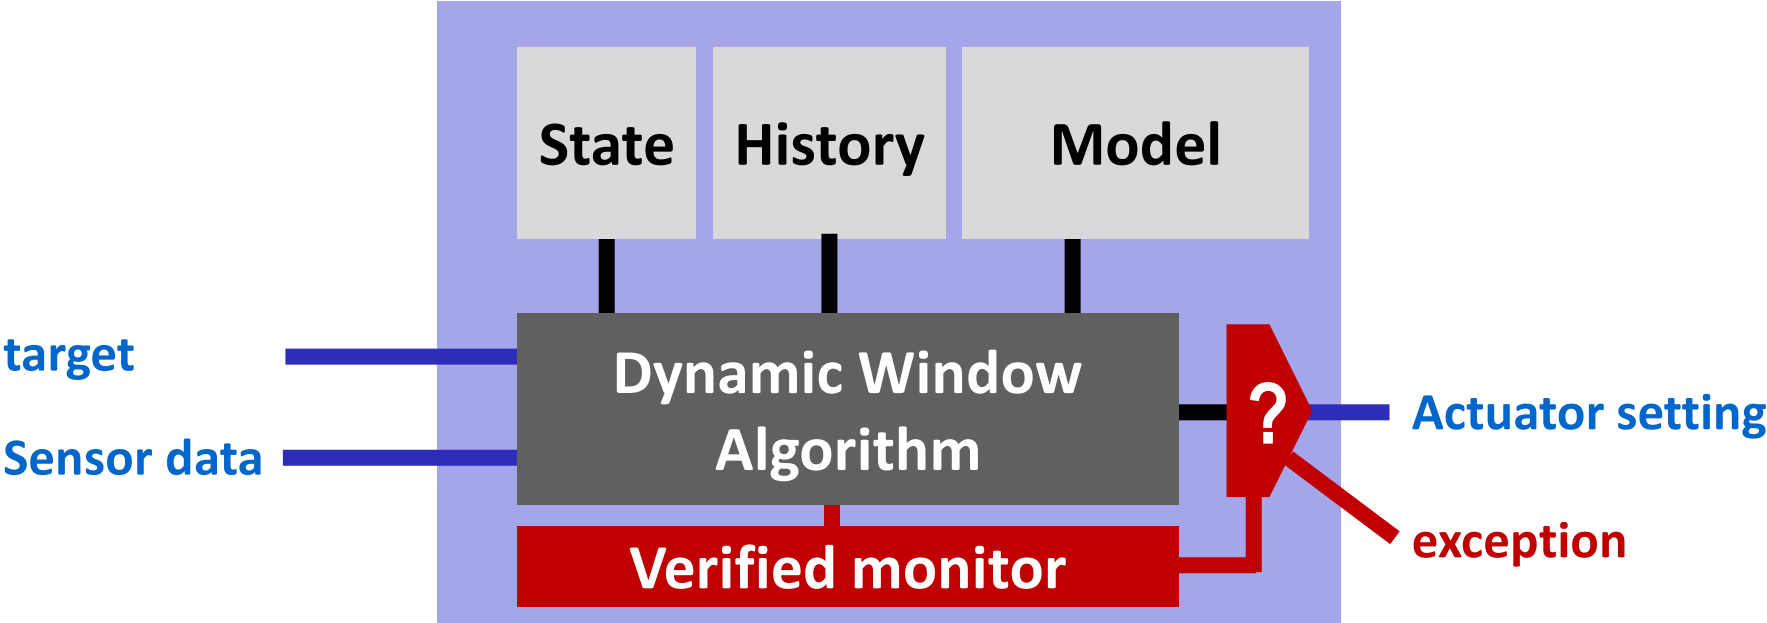 State
History
Model
target
Dynamic Window
Algorithm
Sensor data
?
Actuator setting
exception
Verified monitor